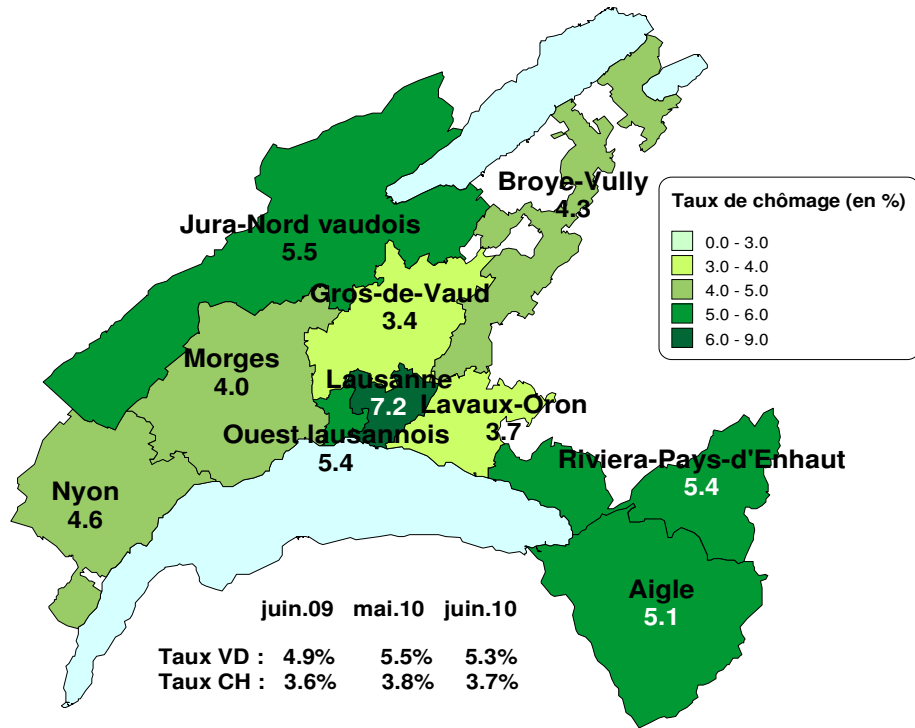 Broye-Vully
4.3
Taux de chômage (en %)
0.0 - 3.0
3.0 - 4.0
4.0 - 5.0
5.0 - 6.0
6.0 - 9.0
Jura-Nord vaudois
5.5
Gros-de-Vaud
3.4
Morges
4.0
Lausanne
7.2
Lavaux-Oron
3.7
Ouest lausannois
5.4
Riviera-Pays-d'Enhaut
5.4
Nyon
4.6
Aigle
5.1
juin.09 mai.10 juin.10
Taux VD : 4.9% 5.5% 5.3%
Taux CH : 3.6% 3.8% 3.7%